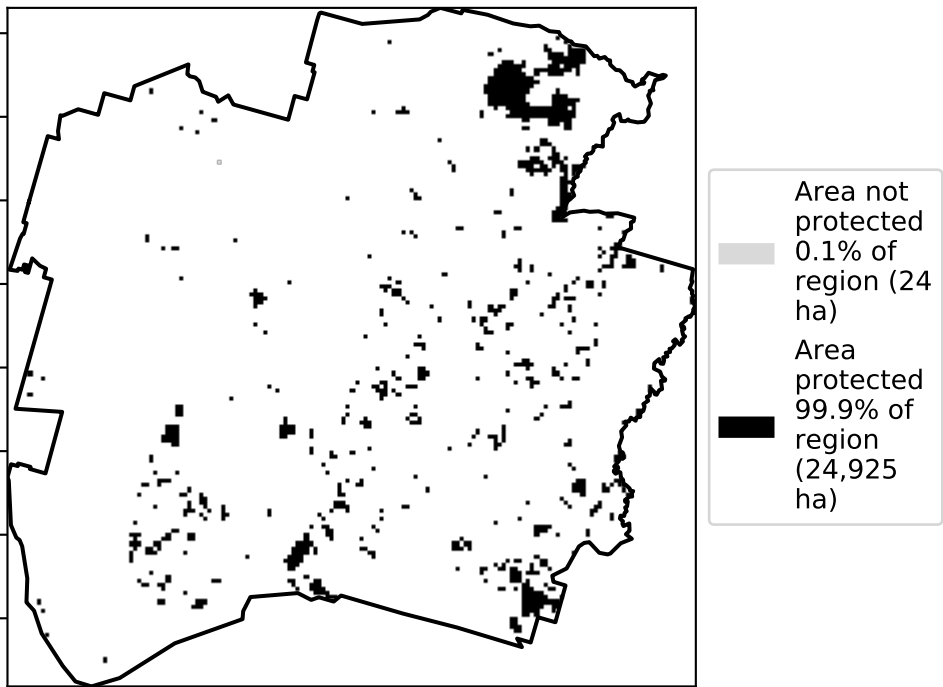 Area not
protected
0.1% of
region (24
ha)
Area
protected
99.9% of
region
(24,925
ha)